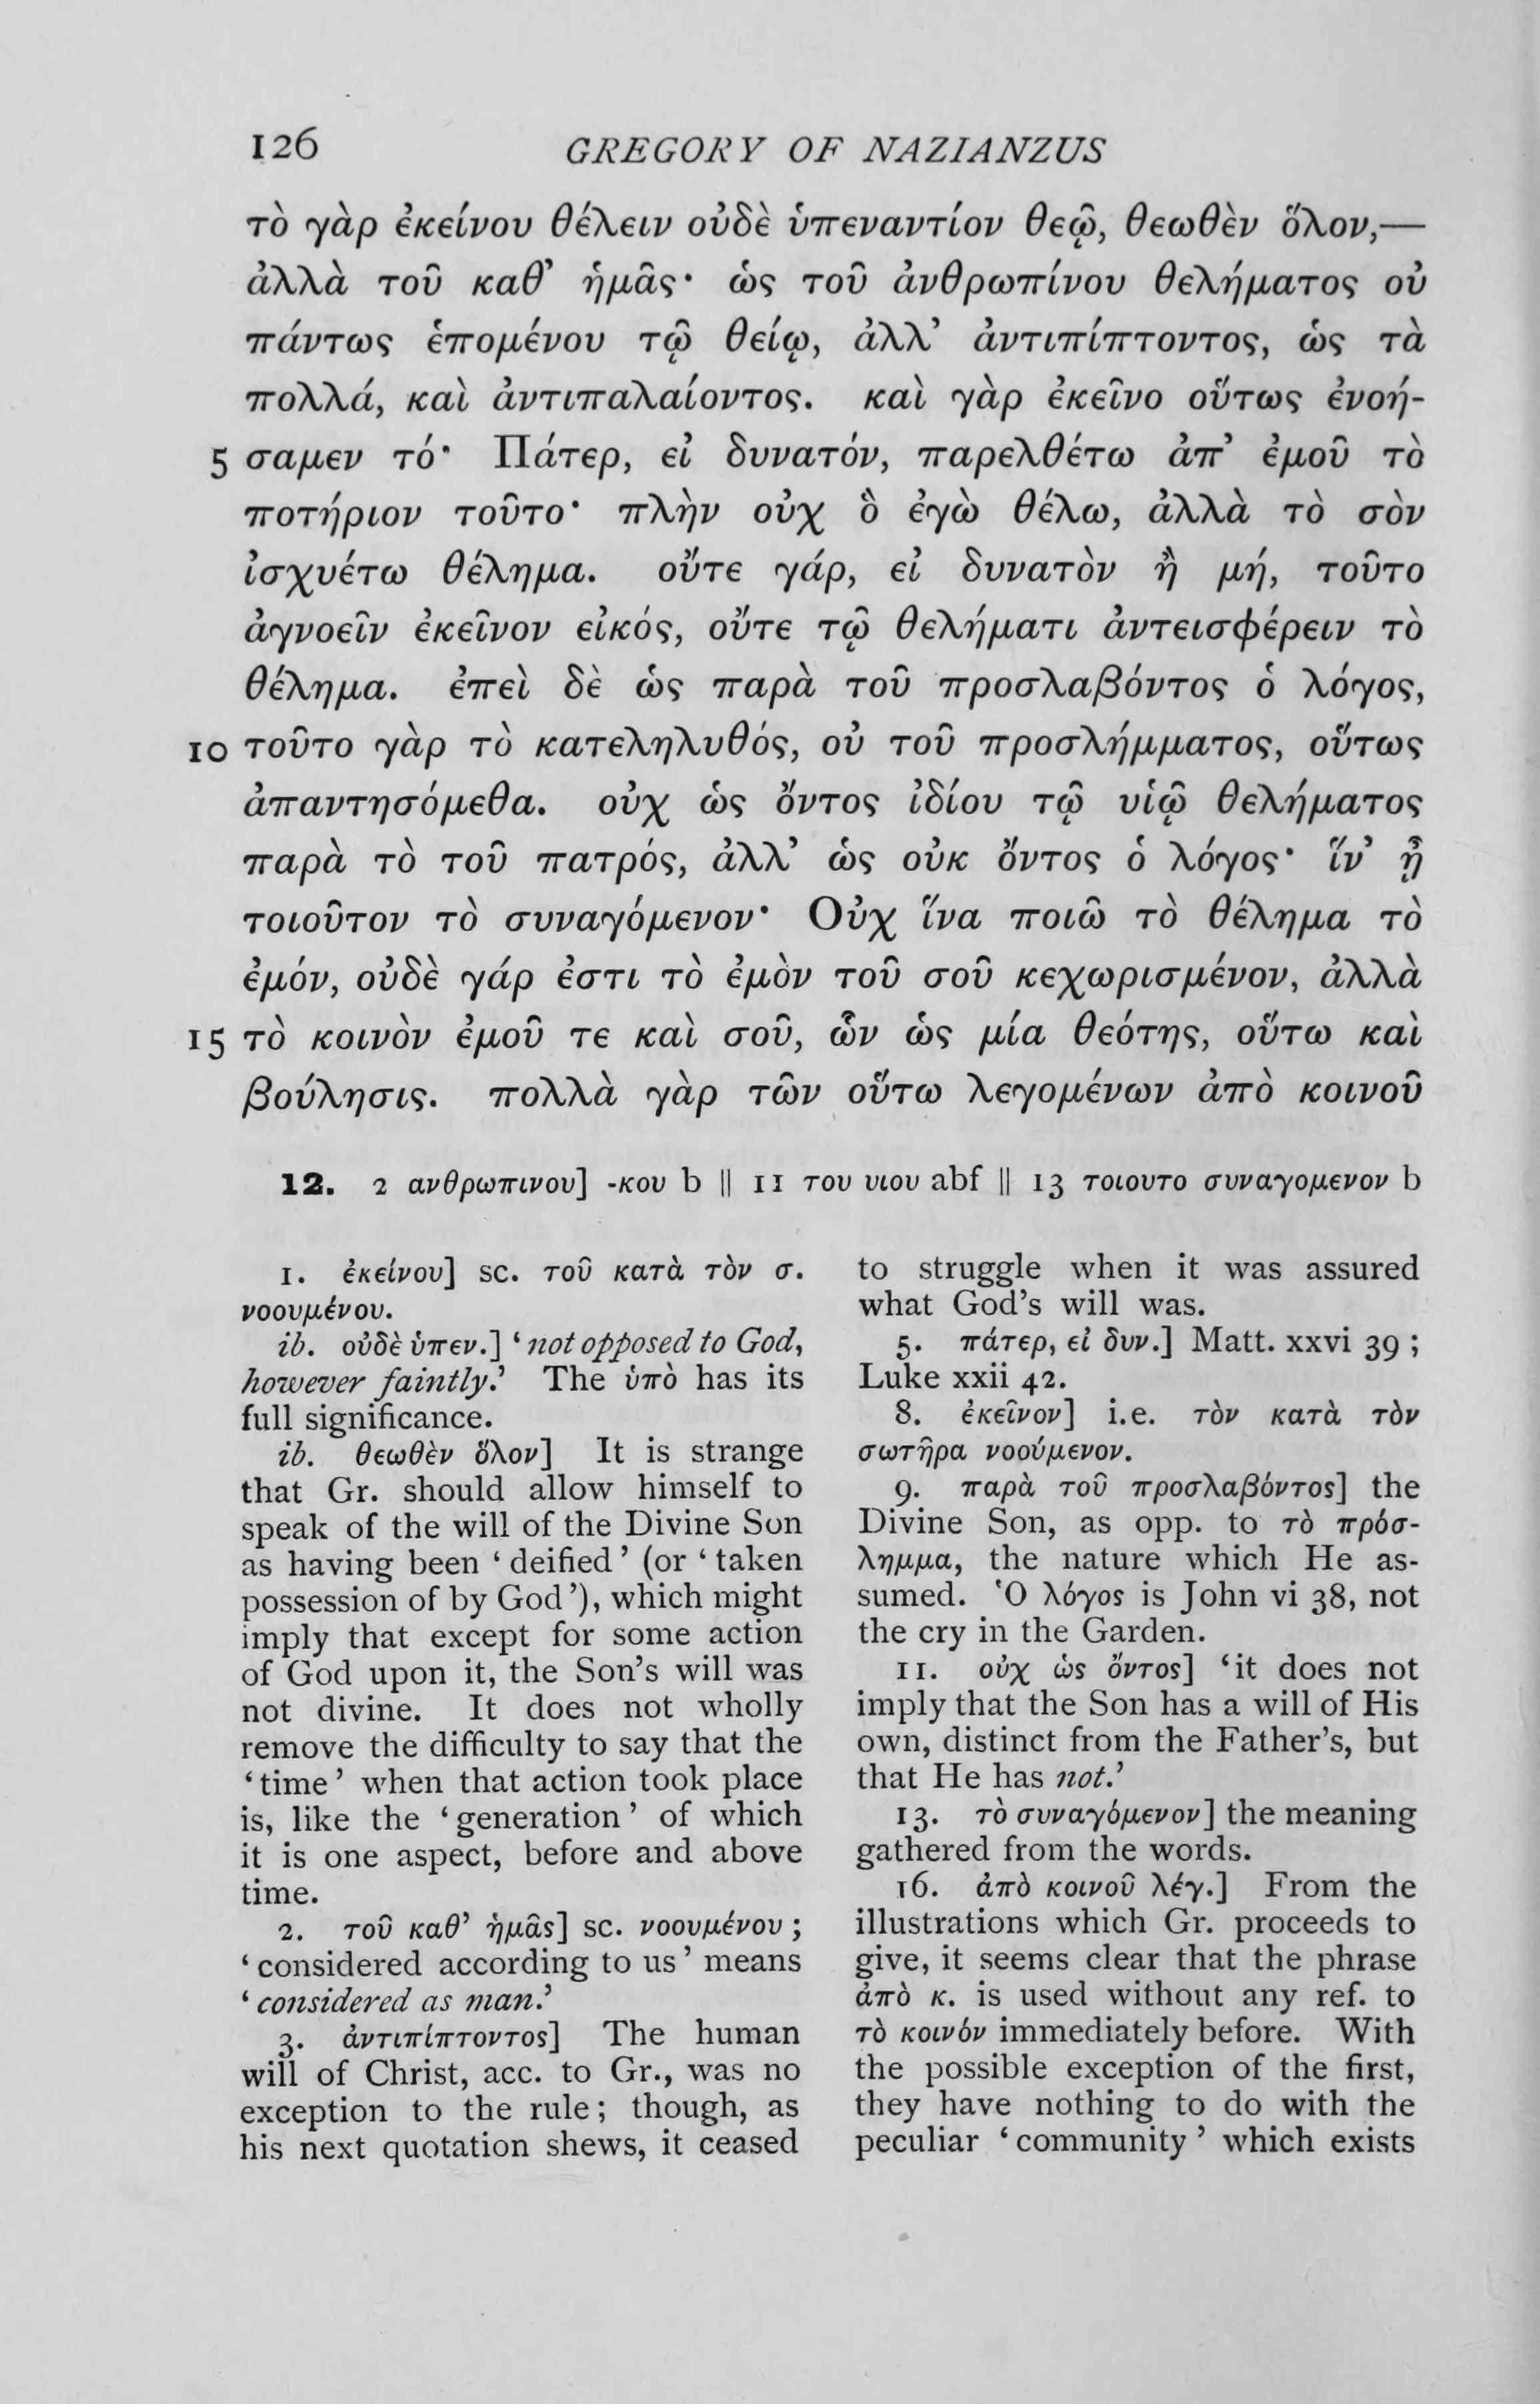 126 GREGORY OF NAZIANZUS
τὸ γὰρ ἐκείνου θέλειν οὐδὲ ὑπεναντίον θεῷ, θεωθὲν ὅλον,—
ἀλλὰ τοῦ καθ’ ἡμᾶς· ὡς τοῦ ἀνθρωπίνου θελήματος οὐ
πάντως ἑπομένου τῷ θείῳ, ἀλλ’ ἀντιπίπτοντος, ὡς τὰ
πολλά, καὶ ἀντιπαλαίοντος. καὶ γὰρ ἐκεῖνο οὕτως ἐνοή-
5 σαμεν τό· Πάτερ, εἰ δυνατόν, παρελθέτω ἀπ’ ἐμοῦ τὸ
ποτήριον τοῦτο· πλὴν οὐχ ὃ ἐγὼ θέλω, ἀλλὰ τὸ σὸν
ἰσχυέτω θέλημα. οὔτε γάρ, εἰ δυνατὸν ἢ μή, τοῦτο
ἀγνοεῖν ἐκεῖνον εἰκός, οὔτε τῷ θελήματι ἀντεισφέρειν τὸ
θέλημα. ἐπεὶ δὲ ὡς παρὰ τοῦ προσλαβόντος ὁ λόγος,
10 τοῦτο γὰρ τὸ κατεληλυθός, οὐ τοῦ προσλήμματος, οὕτως
ἀπαντησόμεθα. οὐχ ὡς ὄντος ἰδίου τῷ υἱῷ θελήματος
παρὰ τὸ τοῦ πατρός, ἀλλ’ ὡς οὐκ ὄντος ὁ λόγος· ἵν’ ᾖ
τοιοῦτον τὸ συναγόμενον· Οὐχ ἵνα ποιῶ τὸ θέλημα τὸ
ἐμόν, οὐδὲ γάρ ἐστι τὸ ἐμὸν τοῦ σοῦ κεχωρισμένον, ἀλλὰ
15 τὸ κοινὸν ἐμοῦ τε καὶ σοῦ, ὧν ὡς μία θεότης, οὕτω καὶ
βούλησις. πολλὰ γὰρ τῶν οὕτω λεγομένων ἀπὸ κοινοῦ
12. 2 ανθρωπινου] -κου b || 11 του υιου abf || 13 τοιουτο συναγομενον b
1. ἐκείνου] sc. τοῦ κατὰ τὸν σ.
νοουμένου.
ib. οὐδὲ ὑπεν.] ‘not opposed to God,
however faintly.’ The ὑπὸ has its
full significance.
ib. θεωθὲν ὅλον] It is strange
that Gr. should allow himself to
speak of the will of the Divine Son
as having been ‘deified’ (or ‘taken
possession of by God’), which might
imply that except for some action
of God upon it, the Son’s will was
not divine. It does not wholly
remove the difficulty to say that the
‘time’ when that action took place
is, like the ‘generation’ of which
it is one aspect, before and above
time.
2. τοῦ καθ’ ἡμᾶς] sc. νοουμένου;
‘considered according to us’ means
‘considered as man.’
3. ἀντιπίπτοντος] The human
will of Christ, acc. to Gr., was no
exception to the rule; though, as
his next quotation shews, it ceased
to struggle when it was assured
what God’s will was.
5. πάτερ, εἰ δυν.] Matt. xxvi 39;
Luke xxii 42.
8. ἐκεῖνον] i.e. τὸν κατὰ τὸν
σωτῆρα νοούμενον.
9. παρὰ τοῦ προσλαβόντος] the
Divine Son, as opp. to τὸ πρόσ-
λημμα, the nature which He as-
sumed. Ὁ λόγος is John vi 38, not
the cry in the Garden.
11. οὐχ ὡς ὄντος] ‘it does not
imply that the Son has a will of His
own, distinct from the Father’s, but
that He has not.’
13. τὸ συναγόμενον] the meaning
gathered from the words.
16. ἀπὸ κοινοῦ λέγ.] From the
illustrations which Gr. proceeds to
give, it seems clear that the phrase
ἀπὸ κ. is used without any ref. to
τὸ κοινόν immediately before. With
the possible exception of the first,
they have nothing to do with the
peculiar ‘community’ which exists